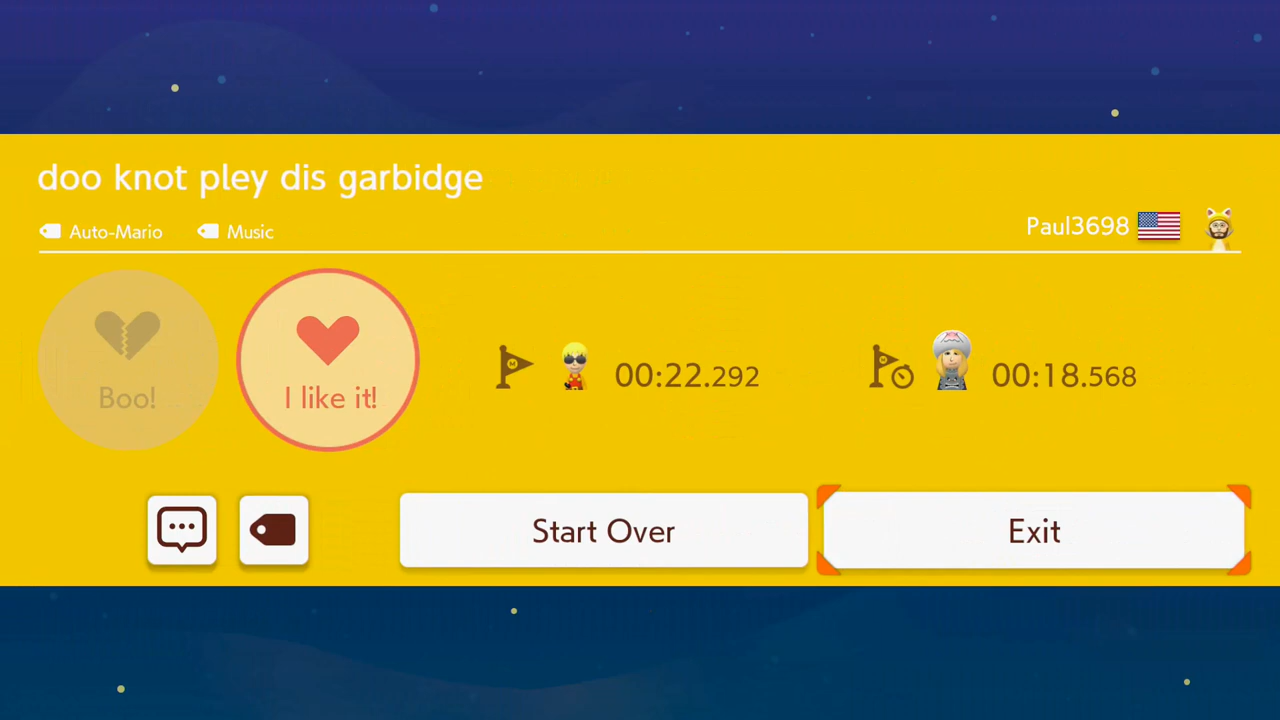 doo knot pley dis garbidge
Auto-Mario Music
Paul3698
Boo!
I like it!
M
00:22.292
M
00:18.568
Start Over
Exit